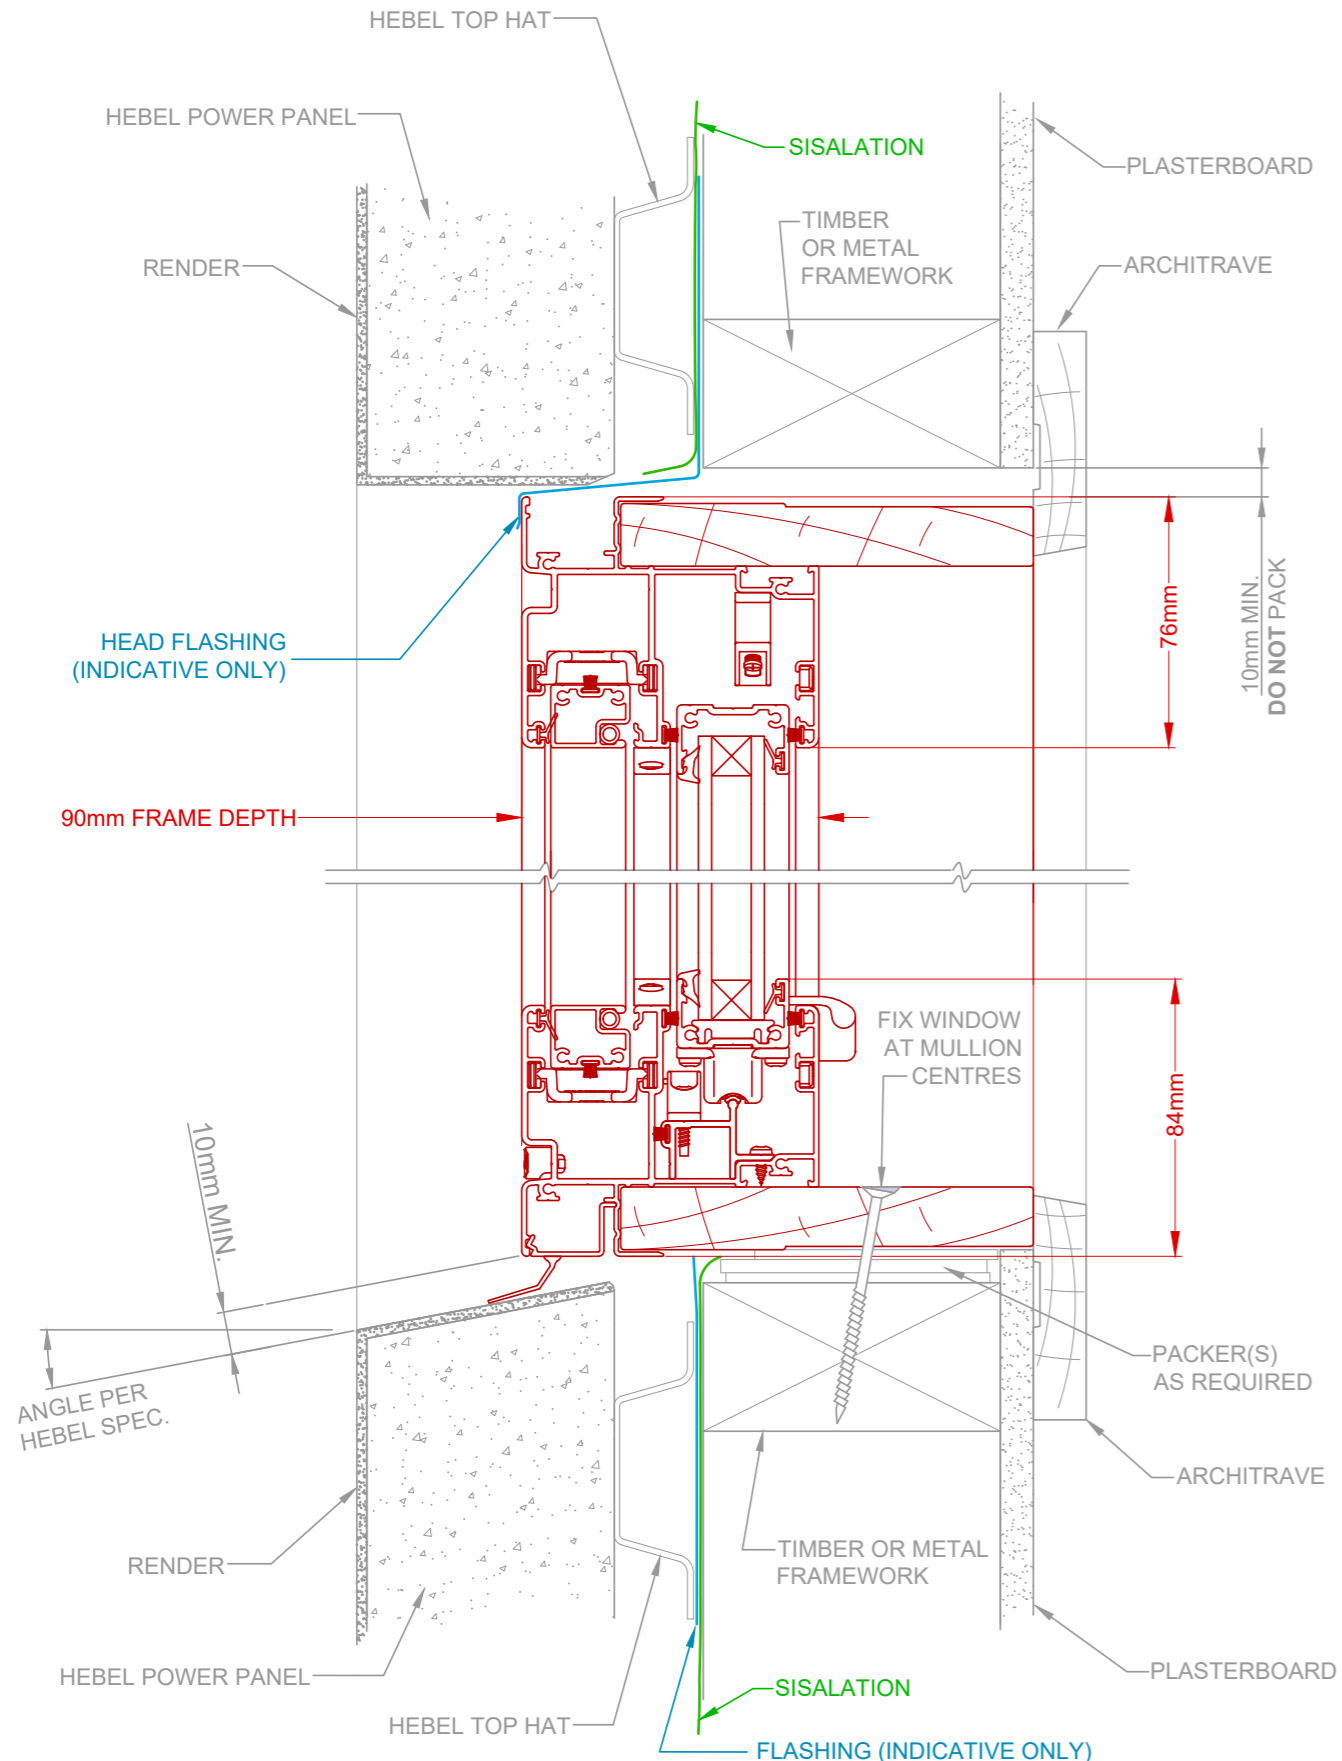 HEBEL TOP HAT
HEBEL POWER PANEL
SISALATION
PLASTERBOARD
TIMBER
OR METAL
FRAMEWORK
RENDER
ARCHITRAVE
HEAD FLASHING
(INDICATIVE ONLY)
76mm
10mm MIN.
DO NOT PACK
90mm FRAME DEPTH
FIX WINDOW
AT MULLION
CENTRES
84mm
10mm MIN.
ANGLE PER
HEBEL SPEC.
PACKER(S)
AS REQUIRED
ARCHITRAVE
RENDER
TIMBER OR METAL
FRAMEWORK
HEBEL POWER PANEL
PLASTERBOARD
SISALATION
HEBEL TOP HAT
FLASHING (INDICATIVE ONLY)